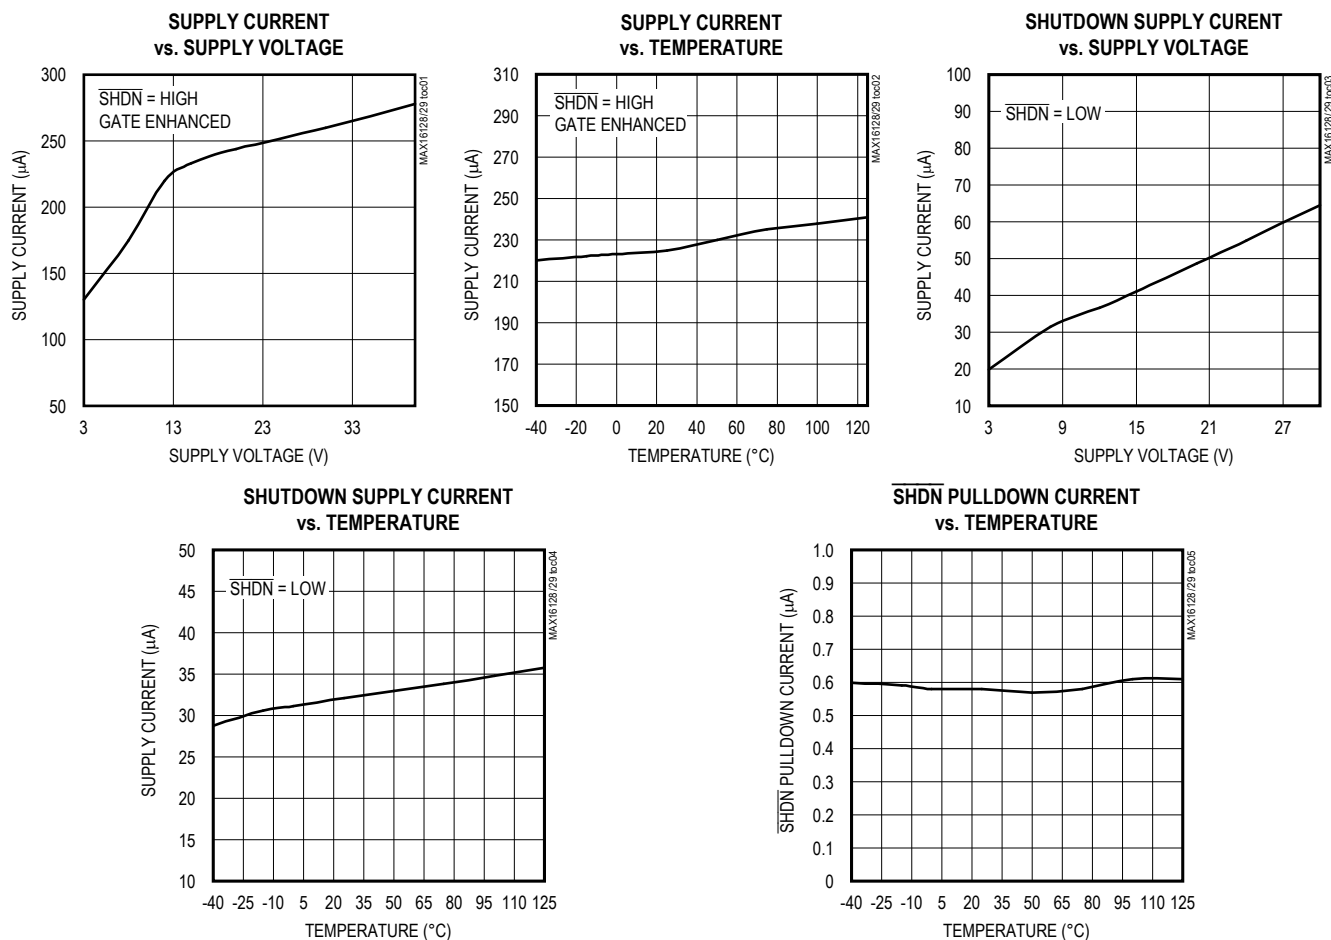 SUPPLY CURRENT
vs. SUPPLY VOLTAGE
300
250
200
150
100
50
SUPPLY CURRENT (µA)
S̅H̅D̅N̅ = HIGH
GATE ENHANCED
MAX16128/29 toc01
3 13 23 33
SUPPLY VOLTAGE (V)
SUPPLY CURRENT
vs. TEMPERATURE
310
290
270
250
230
210
190
170
150
SUPPLY CURRENT (µA)
S̅H̅D̅N̅ = HIGH
GATE ENHANCED
MAX16128/29 toc02
-40 -20 0 20 40 60 80 100 120
TEMPERATURE (°C)
SHUTDOWN SUPPLY CURENT
vs. SUPPLY VOLTAGE
100
90
80
70
60
50
40
30
20
10
SUPPLY CURRENT (µA)
S̅H̅D̅N̅ = LOW
MAX16128/29 toc03
3 9 15 21 27
SUPPLY VOLTAGE (V)
SHUTDOWN SUPPLY CURRENT
vs. TEMPERATURE
50
45
40
35
30
25
20
15
10
SUPPLY CURRENT (µA)
S̅H̅D̅N̅ = LOW
MAX16128/29 toc04
-40 -25 -10 5 20 35 50 65 80 95 110 125
TEMPERATURE (°C)
S̅H̅D̅N̅ PULLDOWN CURRENT
vs. TEMPERATURE
1.0
0.9
0.8
0.7
0.6
0.5
0.4
0.3
0.2
0.1
0
S̅H̅D̅N̅ PULLDOWN CURRENT (µA)
MAX16128/29 toc05
-40 -25 -10 5 20 35 50 65 80 95 110 125
TEMPERATURE (°C)